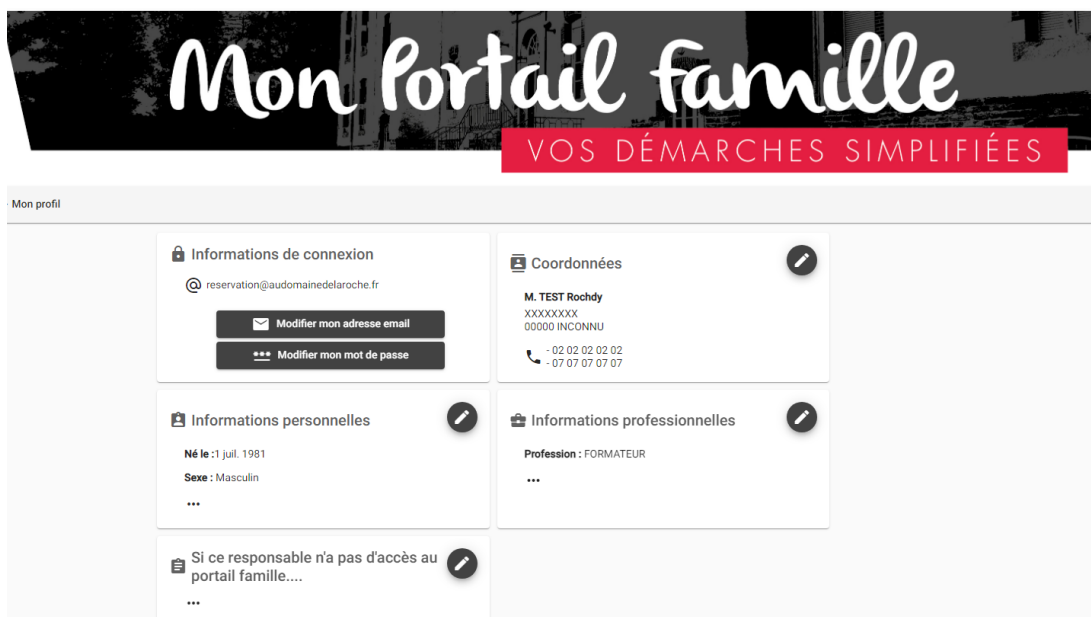 Mon Portail famille
VOS DÉMARCHES SIMPLIFIÉES
Mon profil
Informations de connexion
reservation@audomainedelaroche.fr
Modifier mon adresse email
Modifier mon mot de passe
Coordonnées
M. TEST Rochdy
XXXXXXXX
00000 INCONNU
- 02 02 02 02 02
- 07 07 07 07 07
Informations personnelles
Né le :1 juil. 1981
Sexe : Masculin
...
Informations professionnelles
Profession : FORMATEUR
...
Si ce responsable n'a pas d'accès au
portail famille....
...